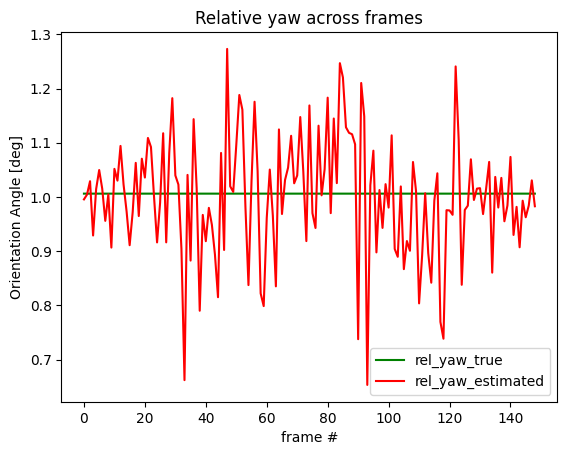 Relative yaw across frames
Orientation Angle [deg]
1.3
1.2
1.1
1.0
0.9
0.8
0.7
0 20 40 60 80 100 120 140
frame #
rel_yaw_true
rel_yaw_estimated